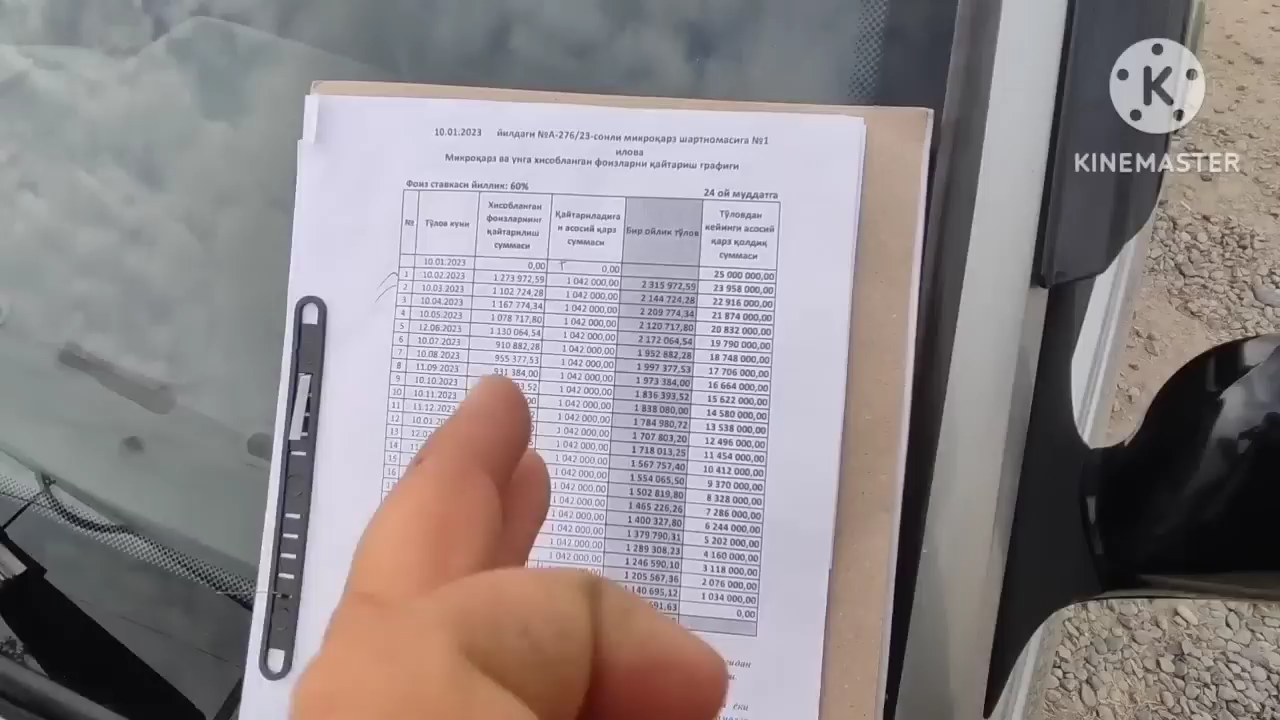 10.01.2023 йилдаги №А-276/23-сонли микроқарз шартномасига №1
илова
Микроқарз ва унга хисобланган фоизларни қайтариш графиги
Фоиз ставкаси йиллик: 60% 24 ой муддатга
№ Тўлов куни Хисобланган фоизларнинг қайтарилиш суммаси Қайтариладиган асосий қарз суммаси Бир ойлик тўлов Тўловдан кейинги асосий қарз қолдиқ суммаси
10.01.2023 0,00 0,00 25 000 000,00
1 10.02.2023 1 273 972,59 1 042 000,00 2 315 972,59 23 958 000,00
2 10.03.2023 1 102 724,28 1 042 000,00 2 144 724,28 22 916 000,00
3 10.04.2023 1 167 774,34 1 042 000,00 2 209 774,34 21 874 000,00
4 10.05.2023 1 078 717,80 1 042 000,00 2 120 717,80 20 832 000,00
5 12.06.2023 1 130 064,54 1 042 000,00 2 172 064,54 19 790 000,00
6 10.07.2023 910 882,28 1 042 000,00 1 952 882,28 18 748 000,00
7 10.08.2023 955 377,53 1 042 000,00 1 997 377,53 17 706 000,00
8 11.09.2023 931 384,00 1 042 000,00 1 973 384,00 16 664 000,00
9 10.10.2023 1 042 000,00 1 836 393,52 15 622 000,00
10 10.11.2023 1 042 000,00 1 838 080,00 14 580 000,00
11 11.12.2023 1 042 000,00 1 784 980,72 13 538 000,00
12 1 042 000,00 1 707 803,20 12 496 000,00
13 1 042 000,00 1 718 013,25 11 454 000,00
14 1 042 000,00 1 567 757,40 10 412 000,00
15 1 042 000,00 1 554 065,50 9 370 000,00
16 1 042 000,00 1 502 819,80 8 328 000,00
1 042 000,00 1 465 226,26 7 286 000,00
1 042 000,00 1 400 327,80 6 244 000,00
1 042 000,00 1 379 790,31 5 202 000,00
1 042 000,00 1 289 308,23 4 160 000,00
1 042 000,00 1 246 590,10 3 118 000,00
1 205 567,36 2 076 000,00
1 140 695,12 1 034 000,00
0,00
ёки
KINEMASTER